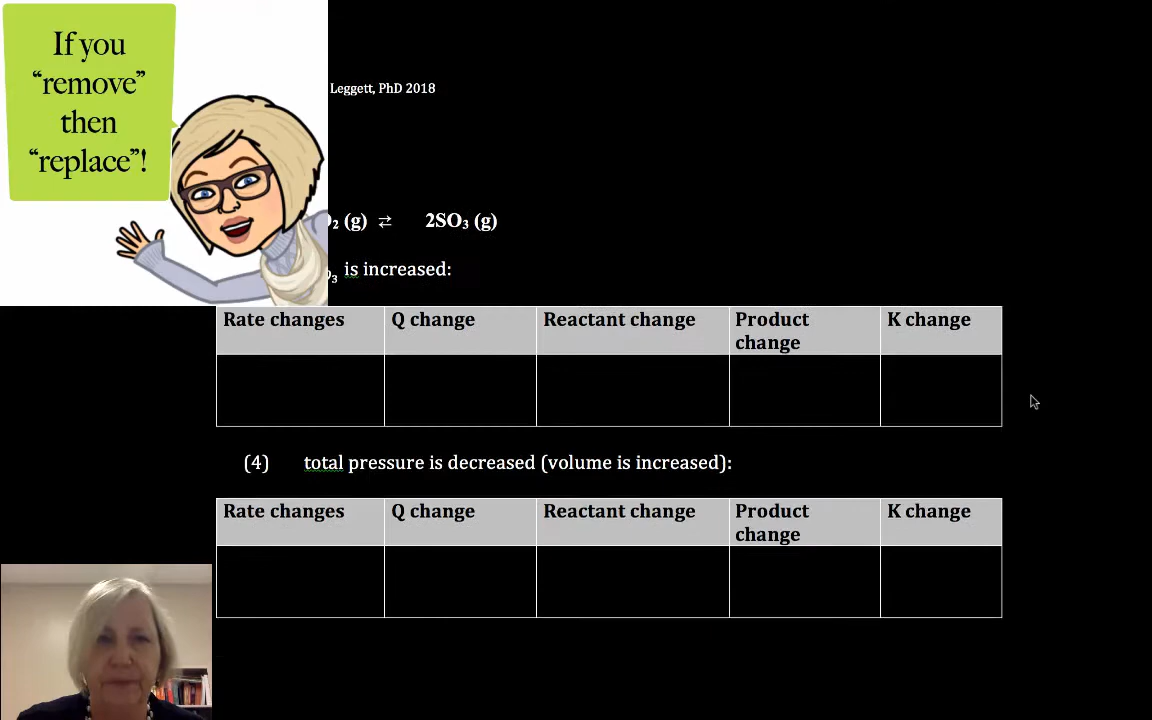 If you
“remove”
then
“replace”!
Leggett, PhD 2018
₂ (g) ⇄ 2SO₃ (g)
₃ is increased:
Rate changes Q change Reactant change Product change K change
(4) total pressure is decreased (volume is increased):
Rate changes Q change Reactant change Product change K change